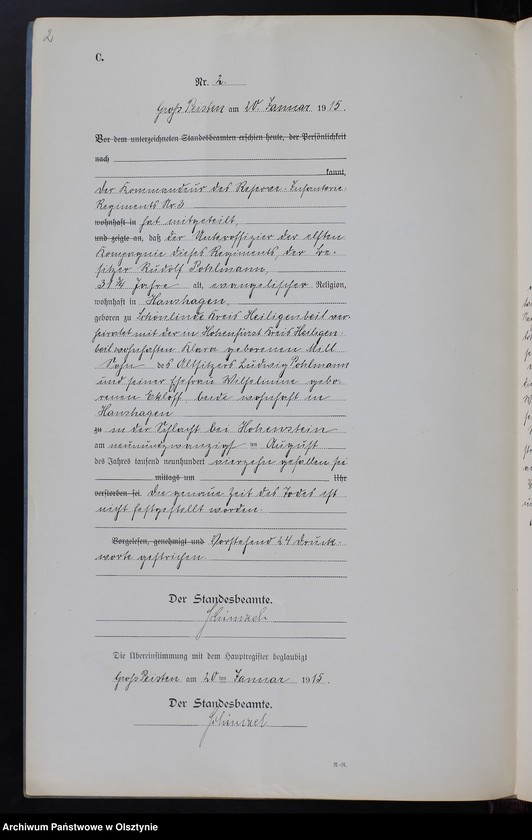 2
C.
Nr. 2.
Groß Peisten am 20. Januar 1915.
Vor dem unterzeichneten Standesbeamten erschien heute, der Persönlichkeit
nach
kannt,
der Kommandeur des Reserve-Infanterie
Regiments Nr 3
wohnhaft in hat mitgeteilt,
und zeigte an, daß der Unteroffizier der elften
Kompagnie dieses Regiments, der Be-
sitzer Rudolf Pohlmann,
31 3/4 Jahre alt, evangelischer Religion,
wohnhaft in Hanshagen,
geboren zu Schönlinde Kreis Heiligenbeil ver-
heiratet mit der in Hohenfürst Kreis Heiligen-
beil wohnhaften Klara geborenen Mill
Sohn des Altsitzers Ludwig Pohlmann
und seiner Ehefrau Wilhelmine gebo-
renen Ekloff beide wohnhaft in
Hanshagen
zu in der Schlacht bei Hohenstein
am neunundzwanzigst en August
des Jahres tausend neunhundert vierzehn gefallen sei
mittags um Uhr
verstorben sei. Die genaue Zeit des Todes ist
nicht festgestellt worden.
Vorgelesen, genehmigt und Vorstehend 24 Druck-
worte gestrichen.
Der Standesbeamte.
Die Übereinstimmung mit dem Hauptregister beglaubigt
Groß Peisten am 20ten Januar 1915.
Der Standesbeamte.
Archiwum Państwowe w Olsztynie